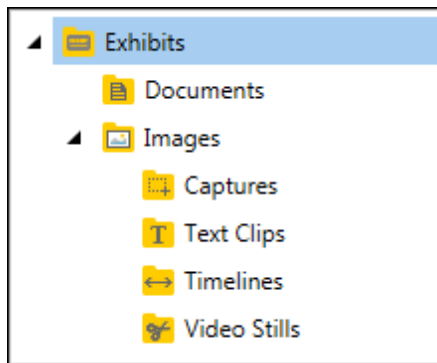 Exhibits
Documents
Images
Captures
T Text Clips
Timelines
Video Stills